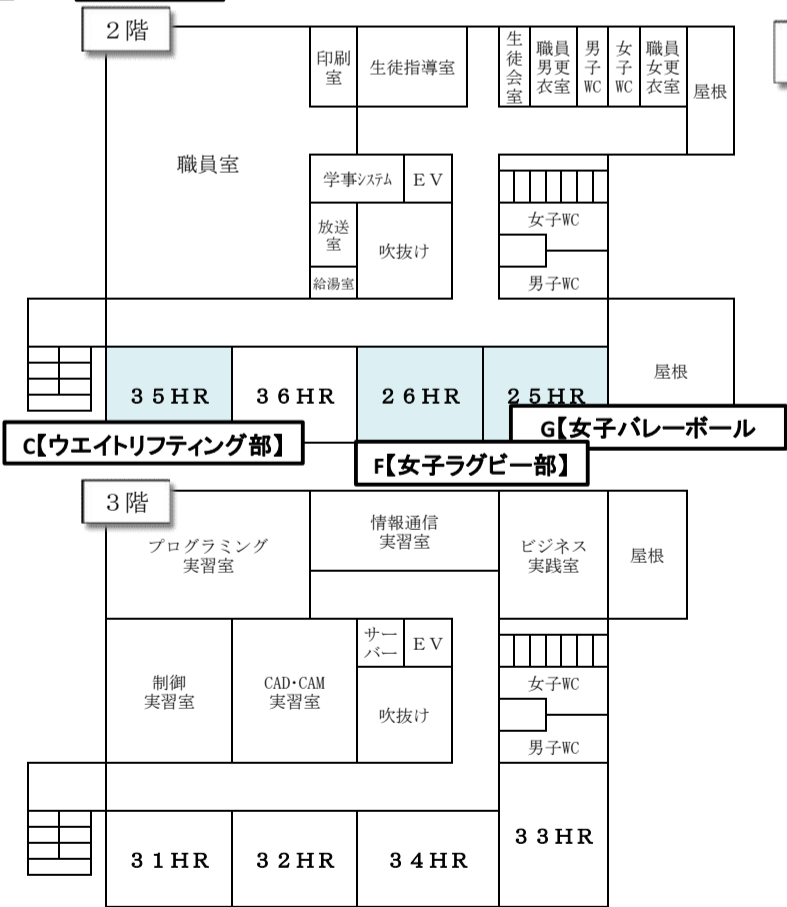 2階
印刷
室
生徒指導室
生
徒
会
室
職員
男更
衣室
男
子
WC
女
子
WC
職員
女更
衣室
屋根
職員室
学事システム
EV
放送
室
吹抜け
給湯室
女子WC
男子WC
35HR
36HR
26HR
25HR
屋根
C【ウエイトリフティング部】
F【女子ラグビー部】
G【女子バレーボール
3階
プログラミング
実習室
情報通信
実習室
ビジネス
実践室
屋根
制御
実習室
CAD・CAM
実習室
サー
バー
EV
吹抜け
女子WC
男子WC
31HR
32HR
34HR
33HR